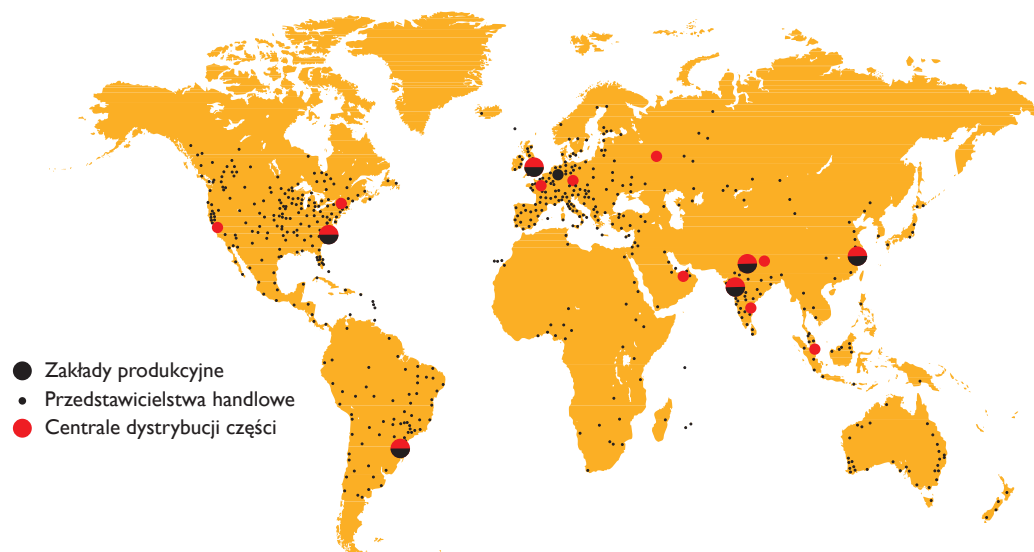 Zakłady produkcyjne
Przedstawicielstwa handlowe
Centrale dystrybucji części